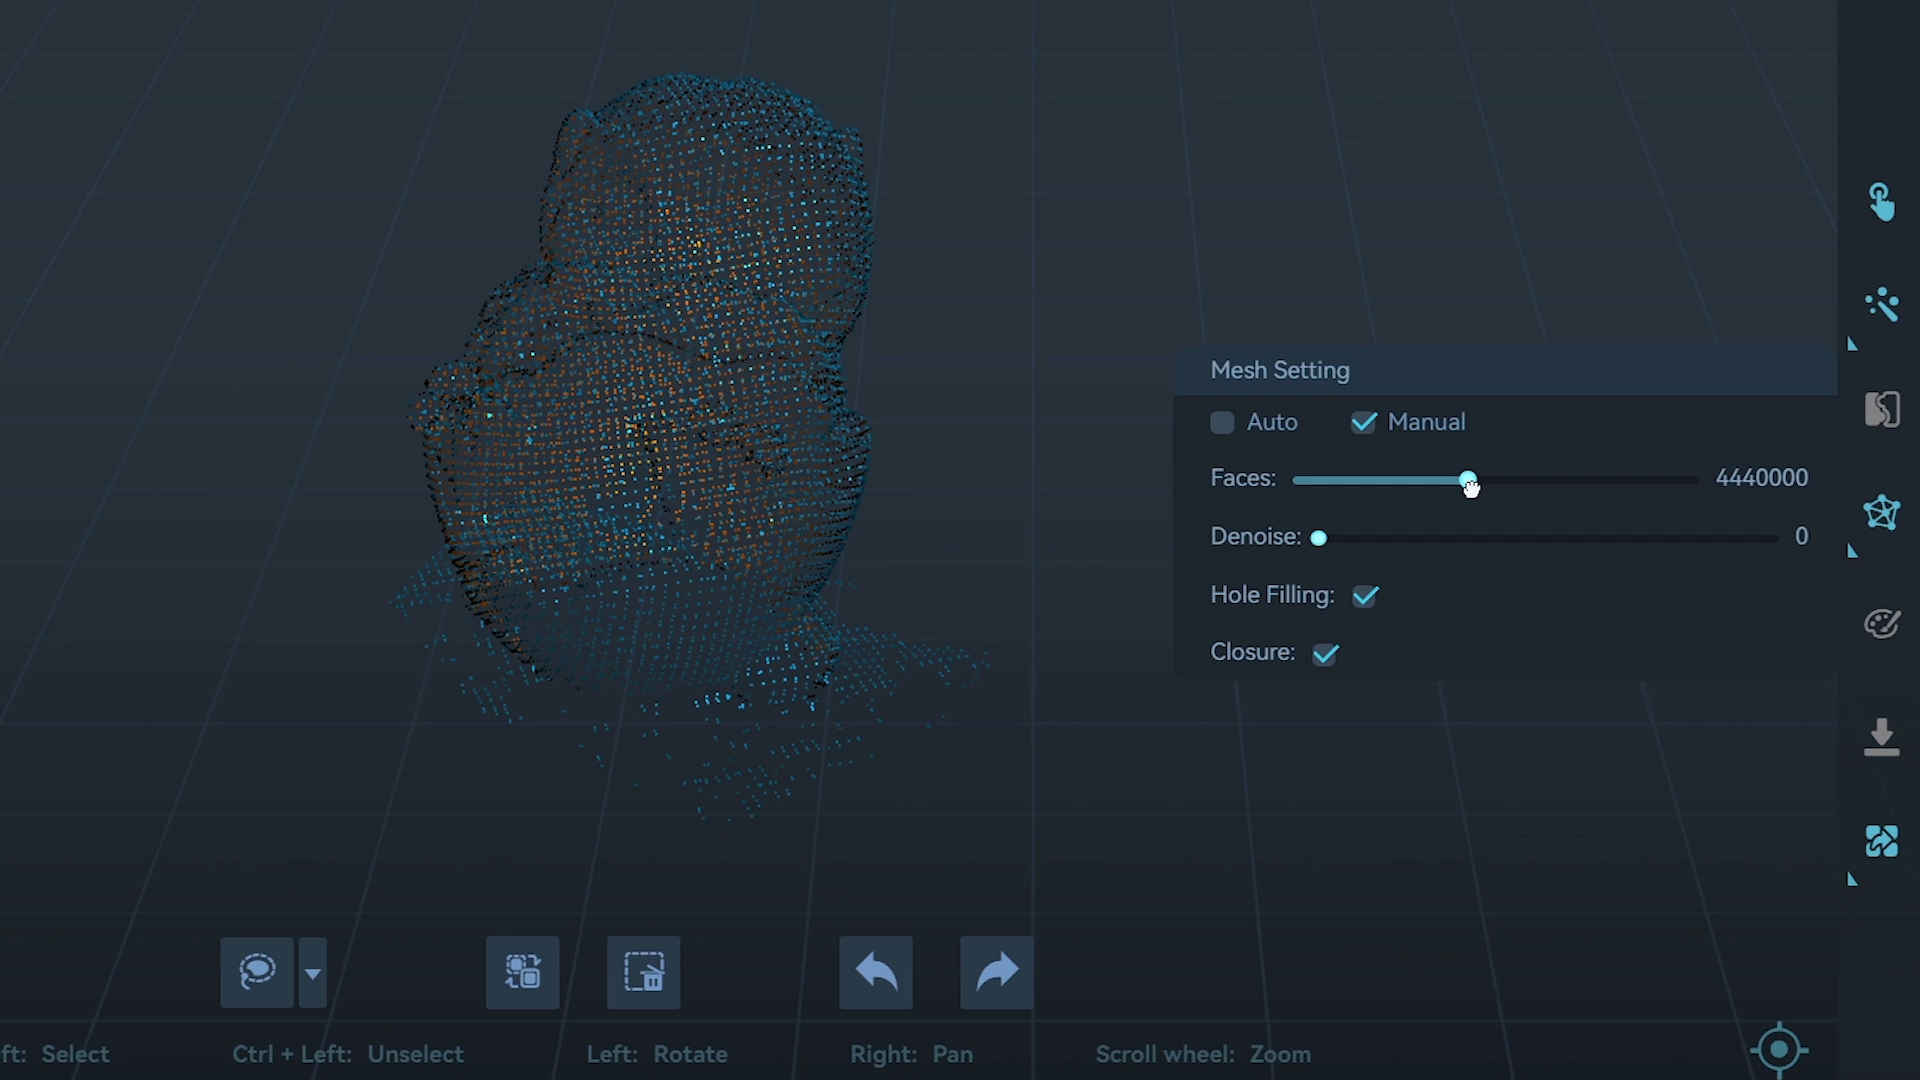 Mesh Setting
Auto Manual
Faces: 4440000
Denoise: 0
Hole Filling:
Closure:
ft: Select Ctrl + Left: Unselect Left: Rotate Right: Pan Scroll wheel: Zoom